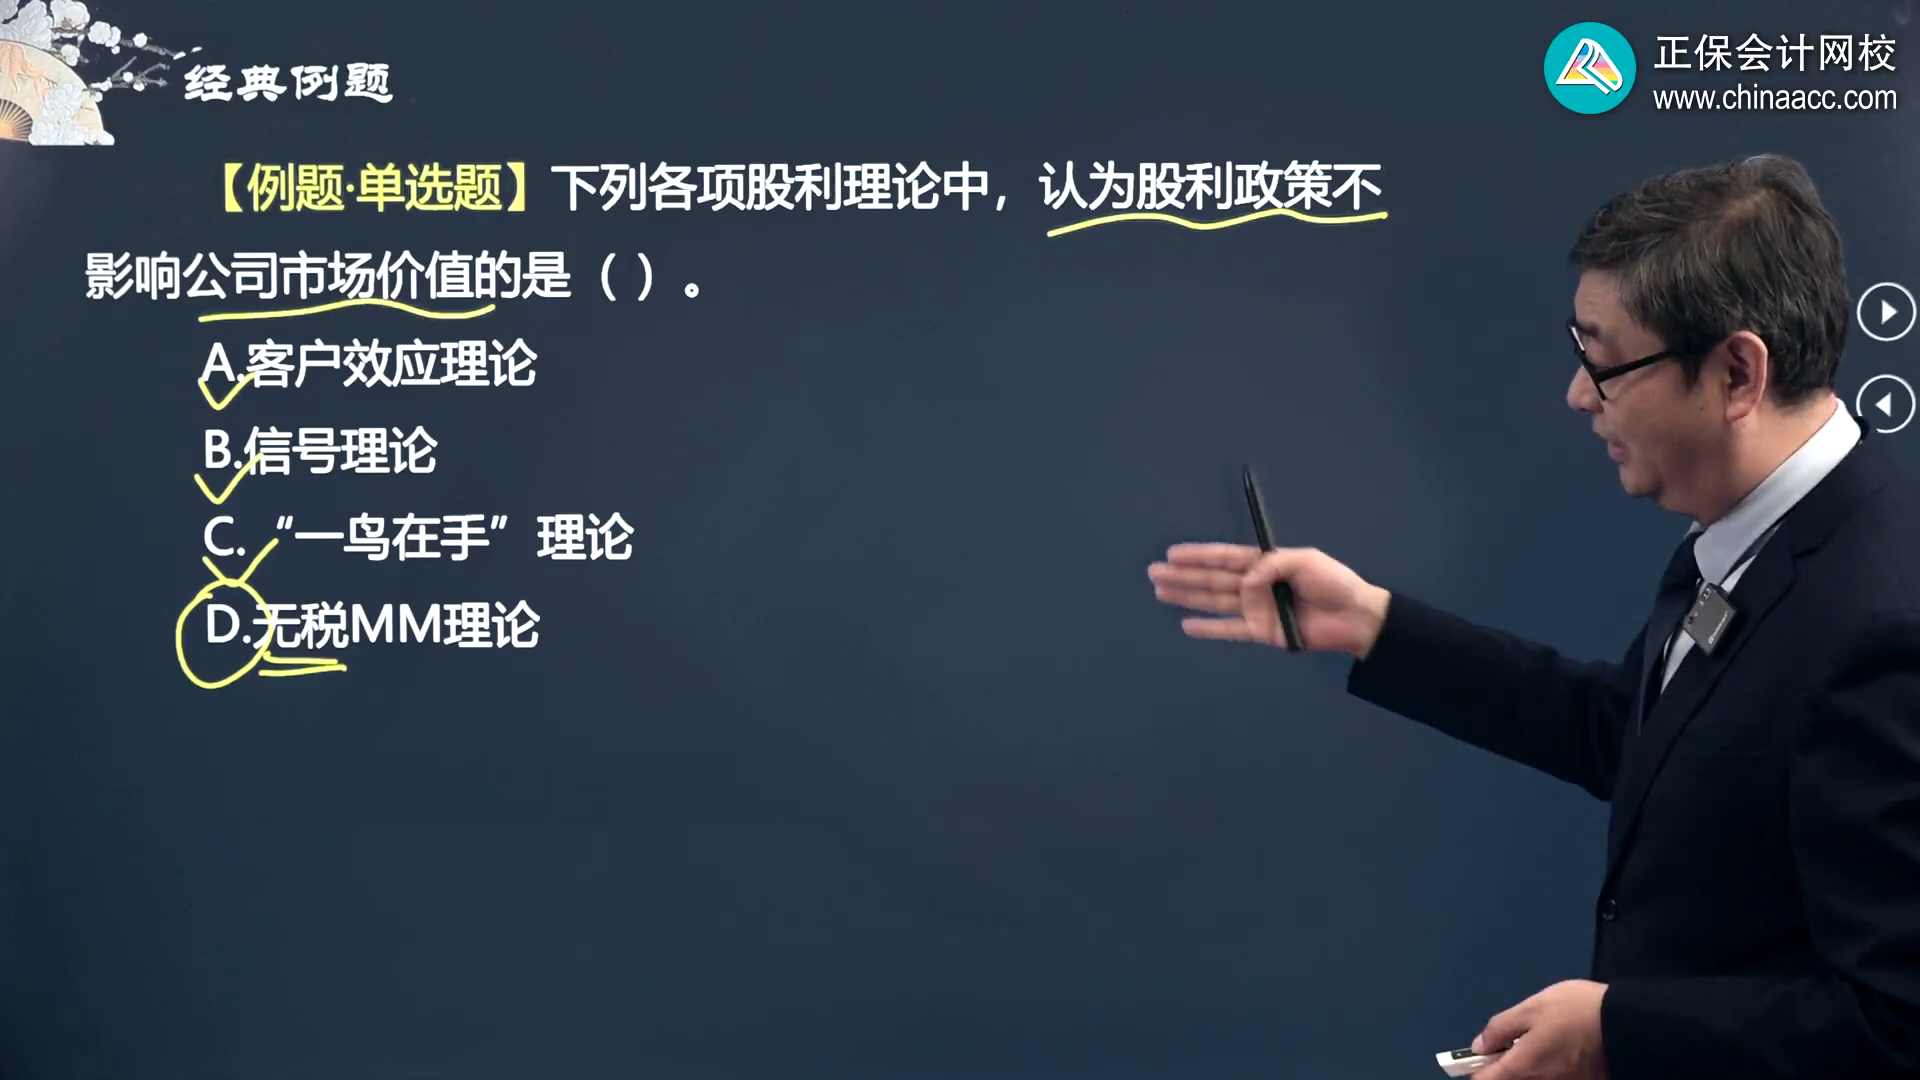 正保会计网校
www.chinaacc.com
经典例题
【例题·单选题】下列各项股利理论中，认为股利政策不
影响公司市场价值的是（ ）。
A.客户效应理论
B.信号理论
C.“一鸟在手”理论
D.无税MM理论